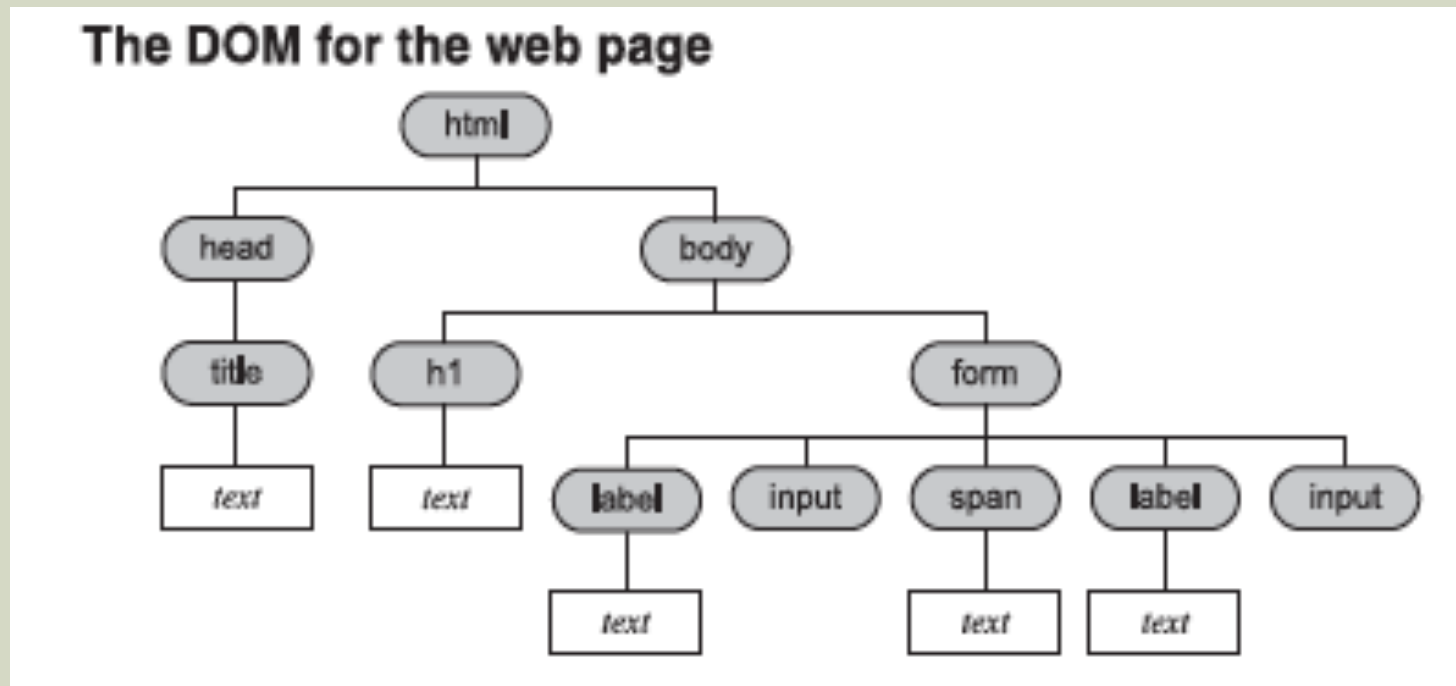 The DOM for the web page
html
head
body
title
h1
form
text
text
label
input
span
label
input
text
text
text